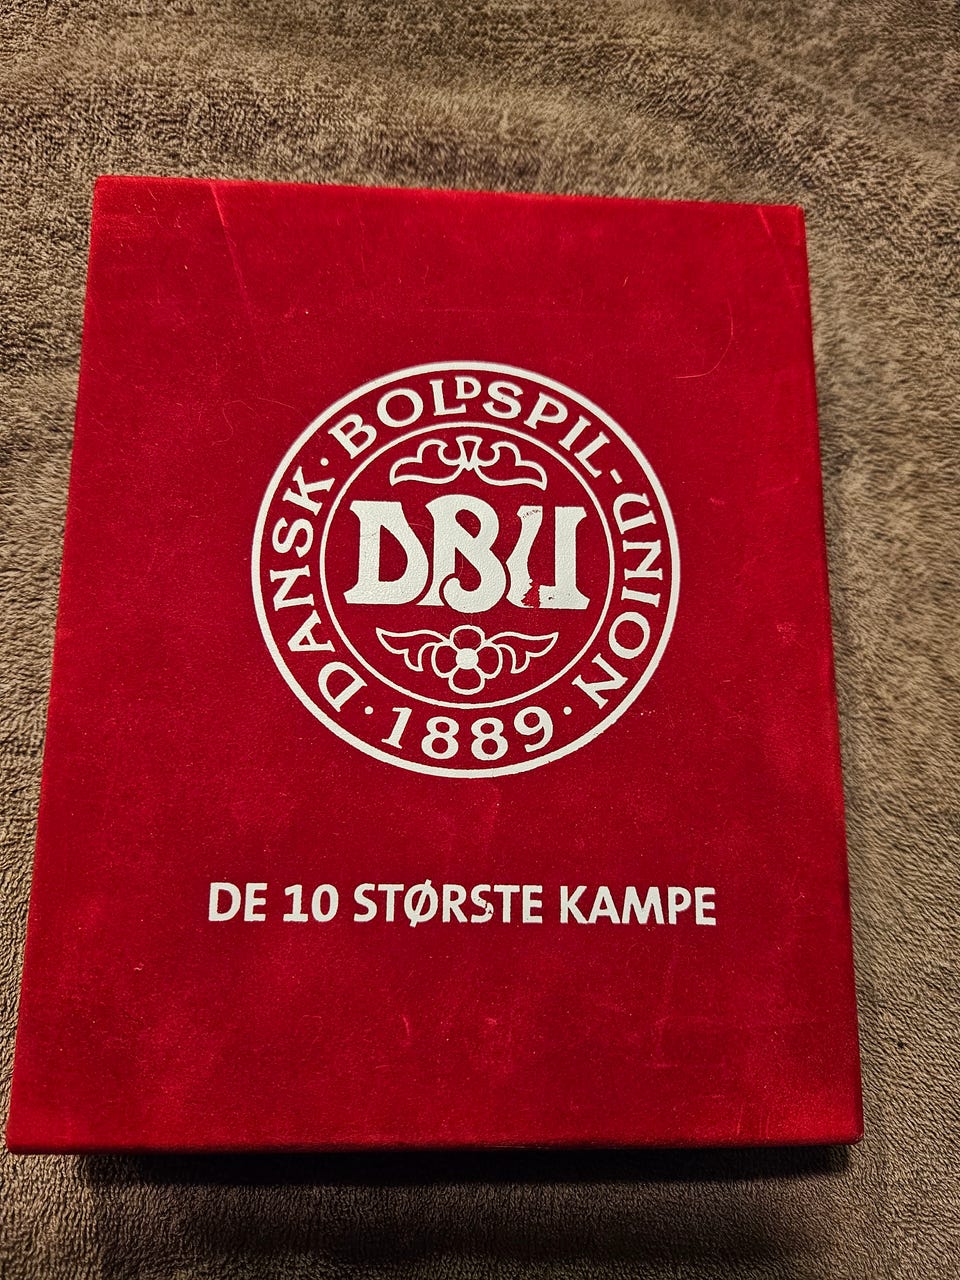 DANSK · BOLDSPIL-UNION
· 1889 ·
DBU
DE 10 STØRSTE KAMPE